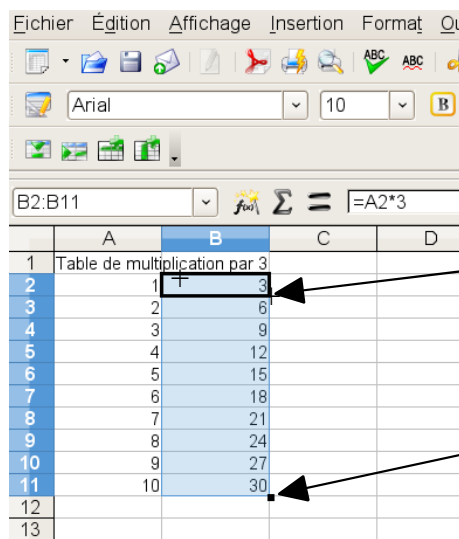 Fichier Édition Affichage Insertion Format Ou
ABC ABC
Arial 10 B
B2:B11 f(x) Σ = =A2*3
A B C D
1 Table de multiplication par 3
2 1 3
3 2 6
4 3 9
5 4 12
6 5 15
7 6 18
8 7 21
9 8 24
10 9 27
11 10 30
12
13